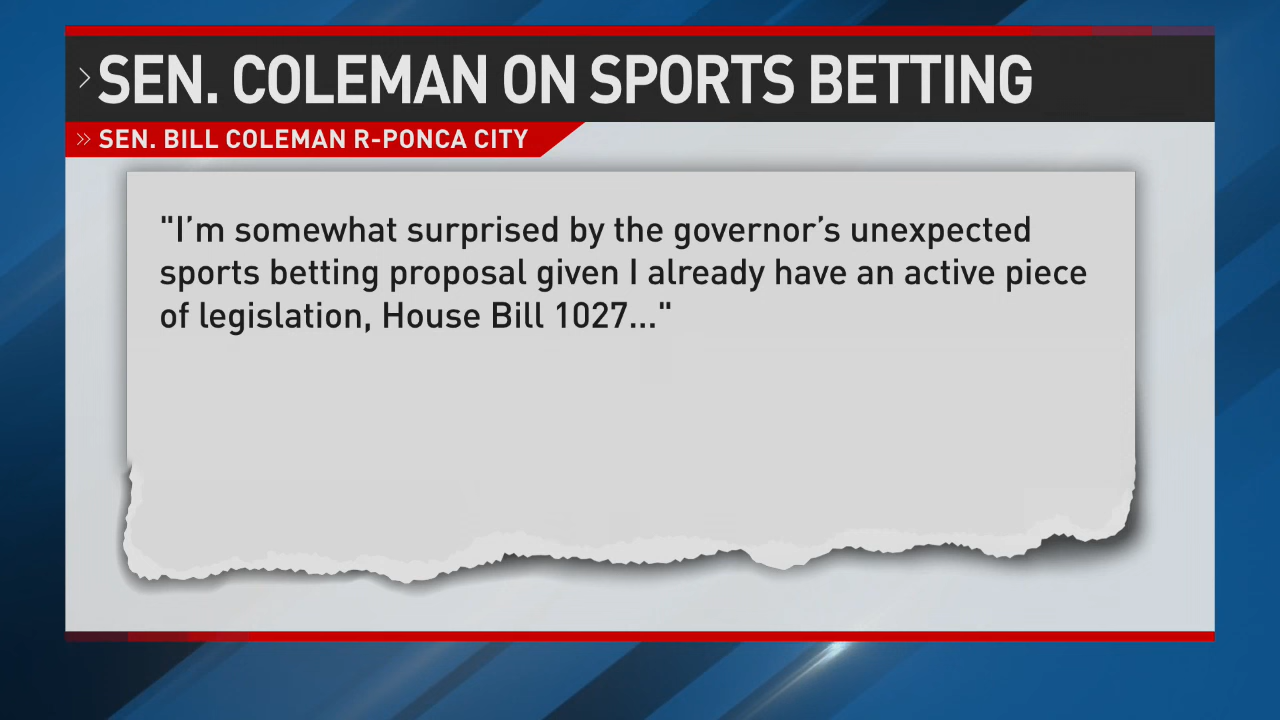 SEN. COLEMAN ON SPORTS BETTING
SEN. BILL COLEMAN R-PONCA CITY
"I’m somewhat surprised by the governor’s unexpected
sports betting proposal given I already have an active piece
of legislation, House Bill 1027..."